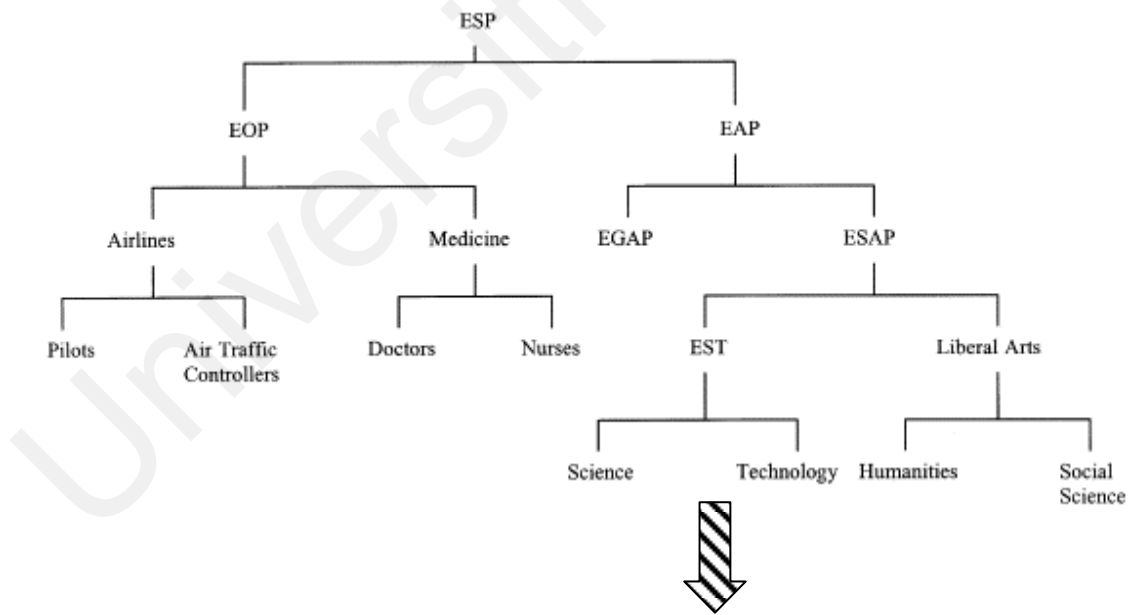 ESP
EOP
EAP
Airlines
Medicine
EGAP
ESAP
Pilots
Air Traffic
Controllers
Doctors
Nurses
EST
Liberal Arts
Science
Technology
Humanities
Social
Science
Universiti